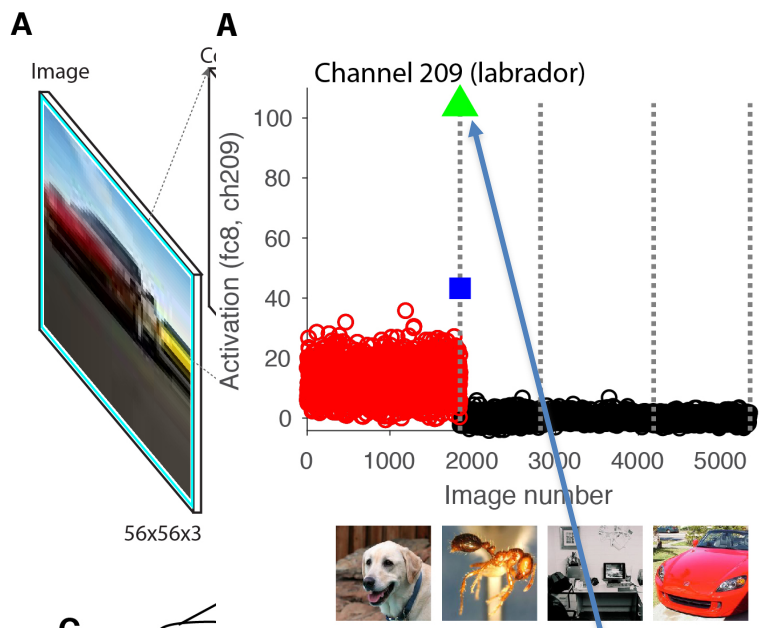 A
A
Image
Channel 209 (labrador)
Activation (fc8, ch209)
100
80
60
40
20
0
0
1000
2000
3000
4000
5000
Image number
56x56x3